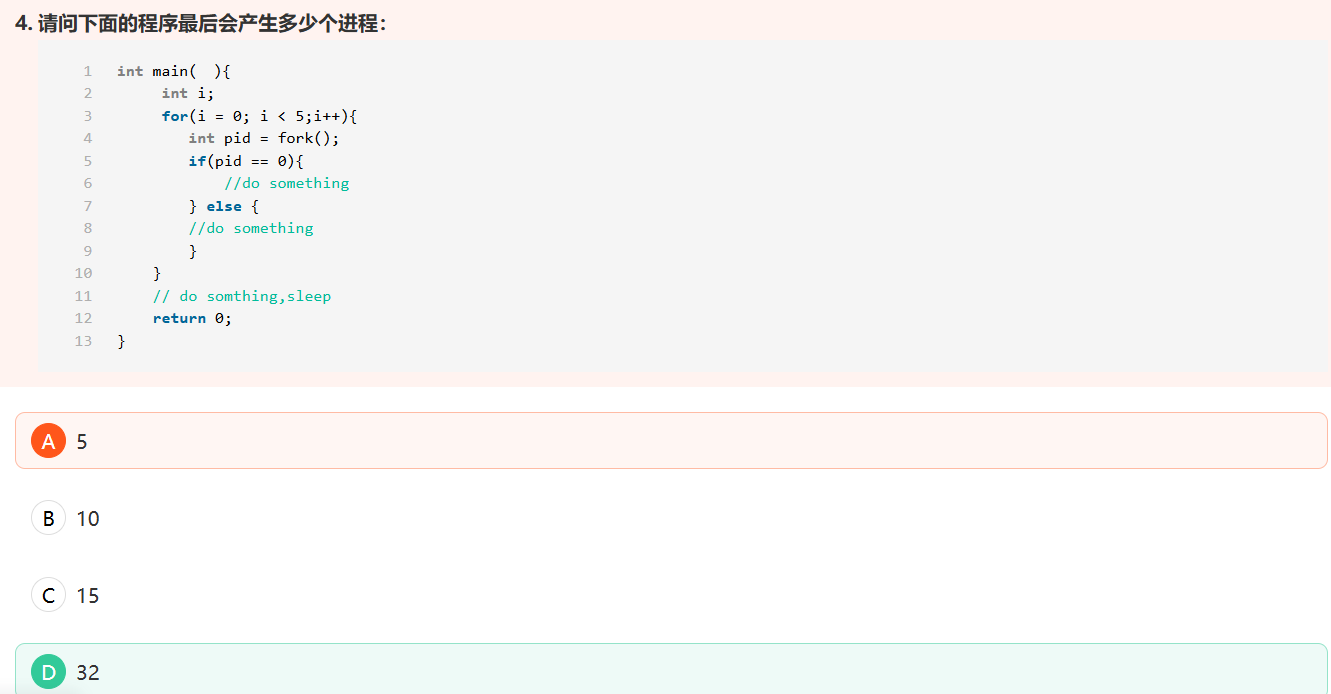 4. 请问下面的程序最后会产生多少个进程：
1 int main(  ){
2 int i;
3 for(i = 0; i < 5;i++){
4 int pid = fork();
5 if(pid == 0){
6 //do something
7 } else {
8 //do something
9 }
10 }
11 // do somthing,sleep
12 return 0;
13 }
A 5
B 10
C 15
D 32